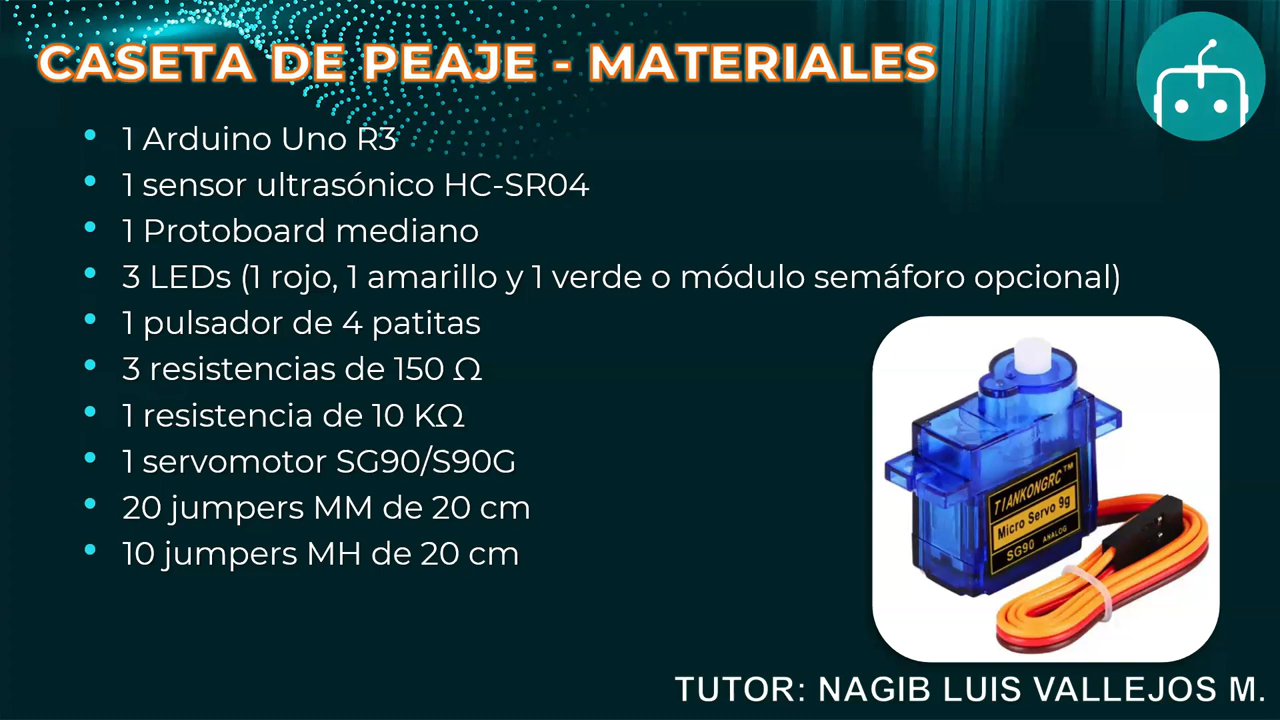 CASETA DE PEAJE - MATERIALES
• 1 Arduino Uno R3
• 1 sensor ultrasónico HC-SR04
• 1 Protoboard mediano
• 3 LEDs (1 rojo, 1 amarillo y 1 verde o módulo semáforo opcional)
• 1 pulsador de 4 patitas
• 3 resistencias de 150 Ω
• 1 resistencia de 10 KΩ
• 1 servomotor SG90/S90G
• 20 jumpers MM de 20 cm
• 10 jumpers MH de 20 cm
TIANKONGRC™
Micro Servo 9g
SG90 ANALOG
TUTOR: NAGIB LUIS VALLEJOS M.